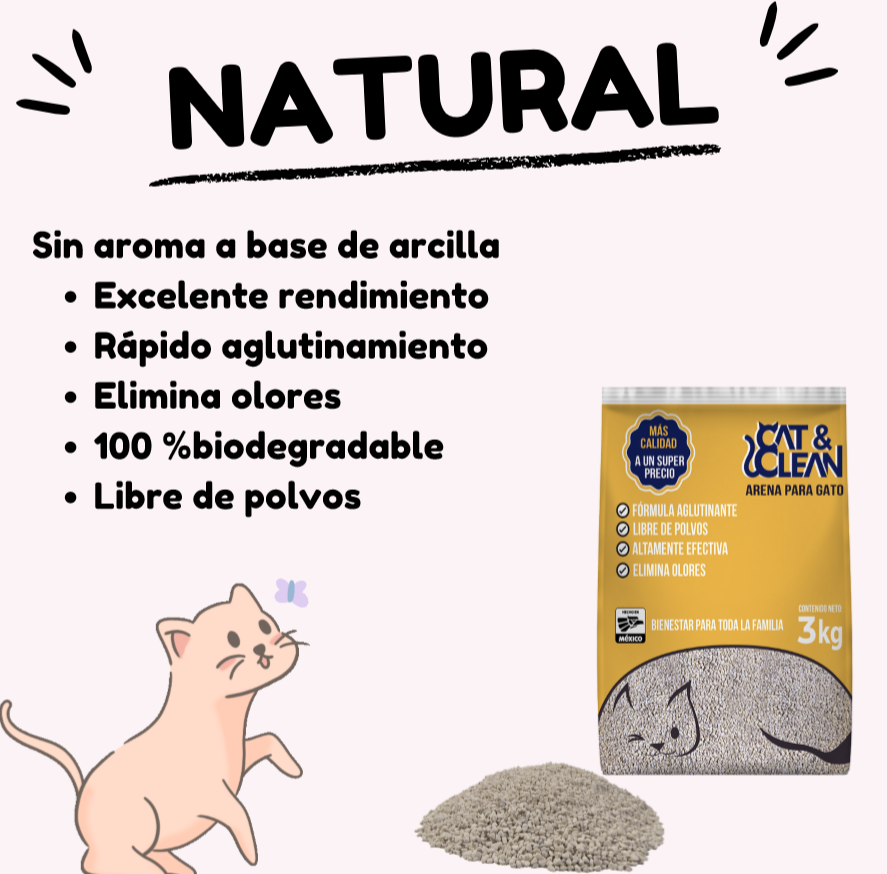 NATURAL
Sin aroma a base de arcilla
• Excelente rendimiento
• Rápido aglutinamiento
• Elimina olores
• 100 %biodegradable
• Libre de polvos
MÁS
CALIDAD
A UN SUPER
PRECIO
CAT &
CLEAN
ARENA PARA GATO
FÓRMULA AGLUTINANTE
LIBRE DE POLVOS
ALTAMENTE EFECTIVA
ELIMINA OLORES
HECHO EN
MÉXICO
BIENESTAR PARA TODA LA FAMILIA
CONTENIDO NETO
3kg